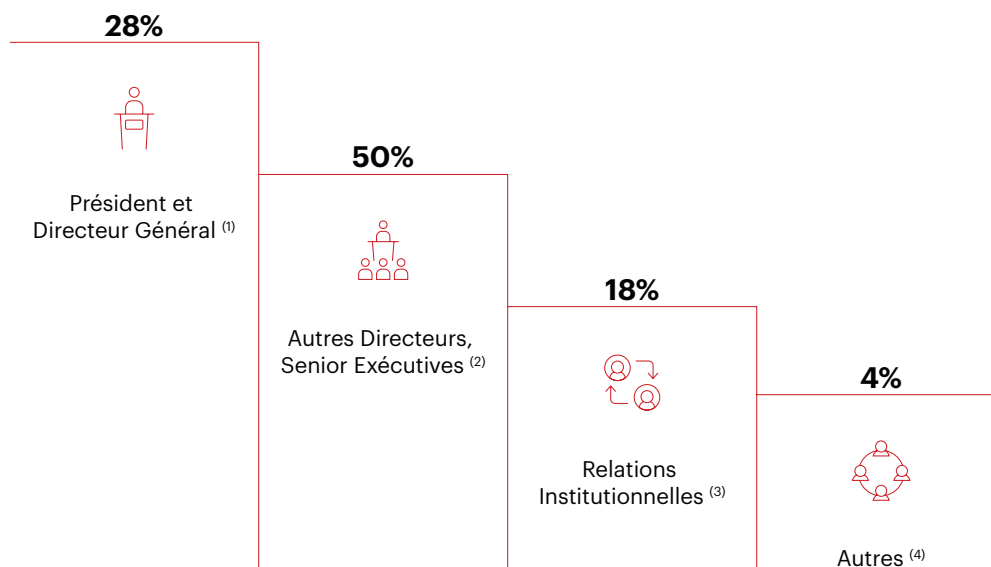 28%
Président et
Directeur Général (1)
50%
Autres Directeurs,
Senior Exécutives (2)
18%
Relations
Institutionnelles (3)
4%
Autres (4)